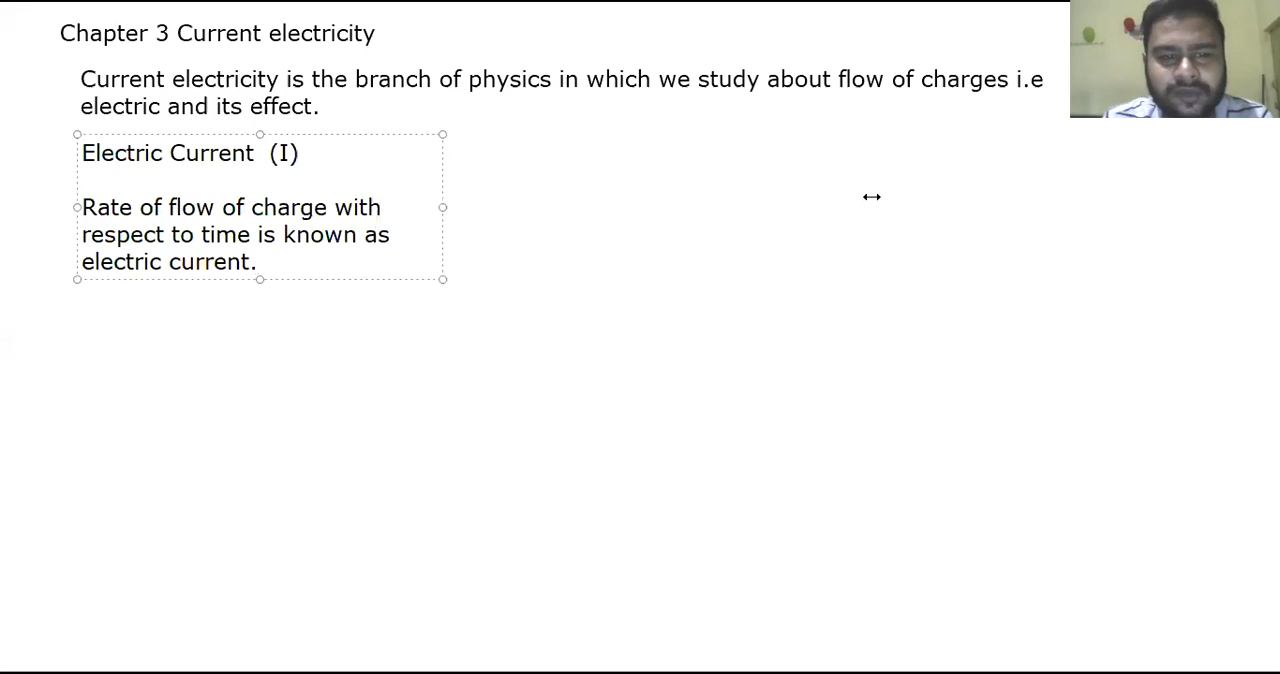 Chapter 3 Current electricity
Current electricity is the branch of physics in which we study about flow of charges i.e
electric and its effect.
Electric Current  (I)
Rate of flow of charge with
respect to time is known as
electric current.